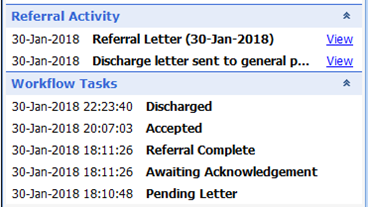 Referral Activity
30-Jan-2018 Referral Letter (30-Jan-2018) View
30-Jan-2018 Discharge letter sent to general p... View
Workflow Tasks
30-Jan-2018 22:23:40 Discharged
30-Jan-2018 20:07:03 Accepted
30-Jan-2018 18:11:26 Referral Complete
30-Jan-2018 18:11:26 Awaiting Acknowledgement
30-Jan-2018 18:10:48 Pending Letter